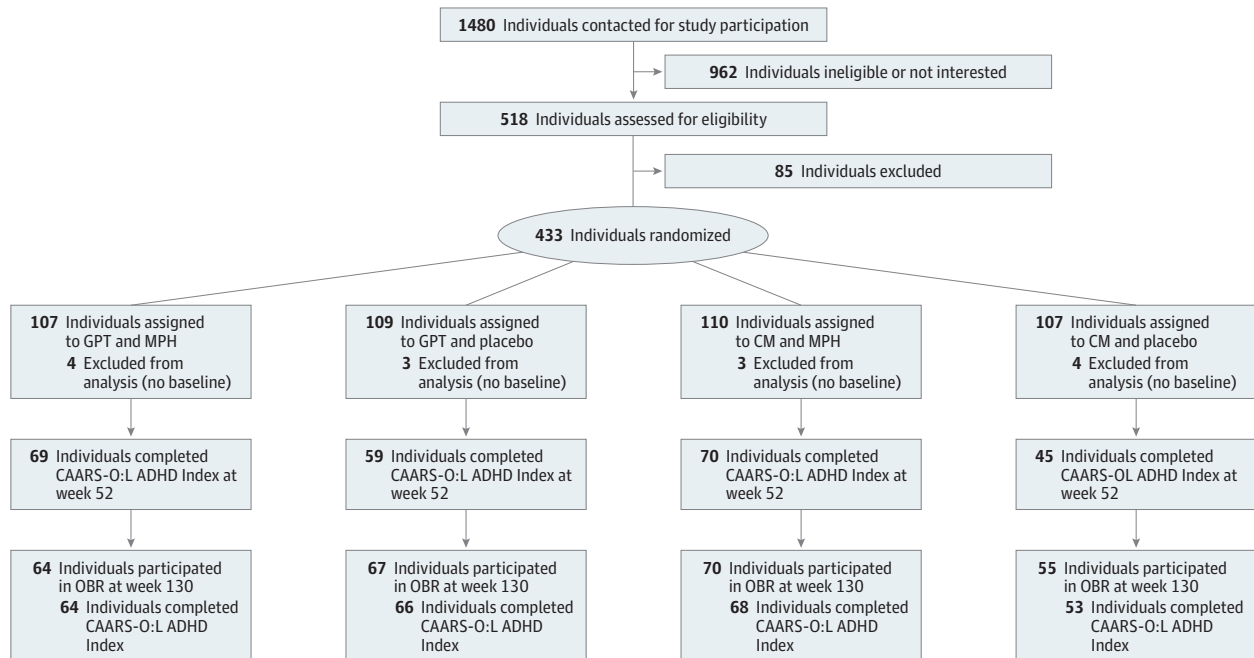 1480 Individuals contacted for study participation
962 Individuals ineligible or not interested
518 Individuals assessed for eligibility
85 Individuals excluded
433 Individuals randomized
107 Individuals assigned
to GPT and MPH
4 Excluded from
analysis (no baseline)
109 Individuals assigned
to GPT and placebo
3 Excluded from
analysis (no baseline)
110 Individuals assigned
to CM and MPH
3 Excluded from
analysis (no baseline)
107 Individuals assigned
to CM and placebo
4 Excluded from
analysis (no baseline)
69 Individuals completed
CAARS-O:L ADHD Index at
week 52
59 Individuals completed
CAARS-O:L ADHD Index at
week 52
70 Individuals completed
CAARS-O:L ADHD Index at
week 52
45 Individuals completed
CAARS-OL ADHD Index at
week 52
64 Individuals participated
in OBR at week 130
64 Individuals completed
CAARS-O:L ADHD
Index
67 Individuals participated
in OBR at week 130
66 Individuals completed
CAARS-O:L ADHD
Index
70 Individuals participated
in OBR at week 130
68 Individuals completed
CAARS-O:L ADHD
Index
55 Individuals participated
in OBR at week 130
53 Individuals completed
CAARS-O:L ADHD
Index